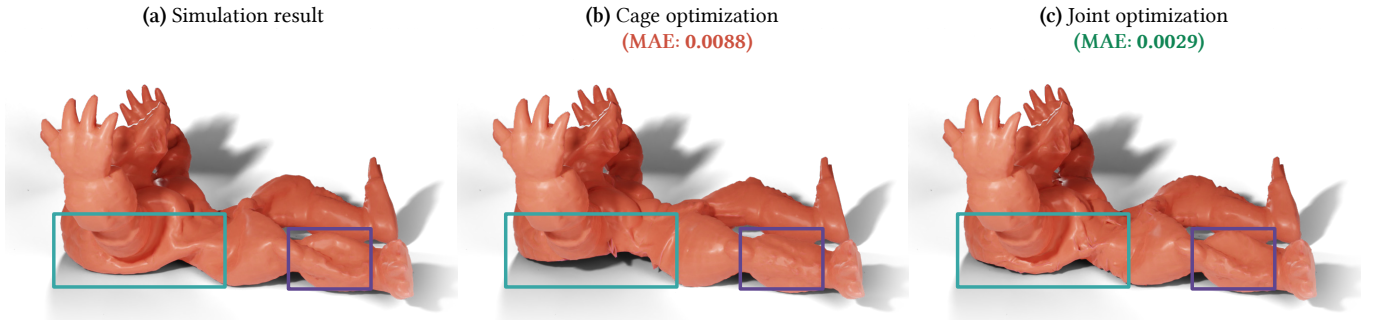 (a) Simulation result
(b) Cage optimization
(MAE: 0.0088)
(c) Joint optimization
(MAE: 0.0029)